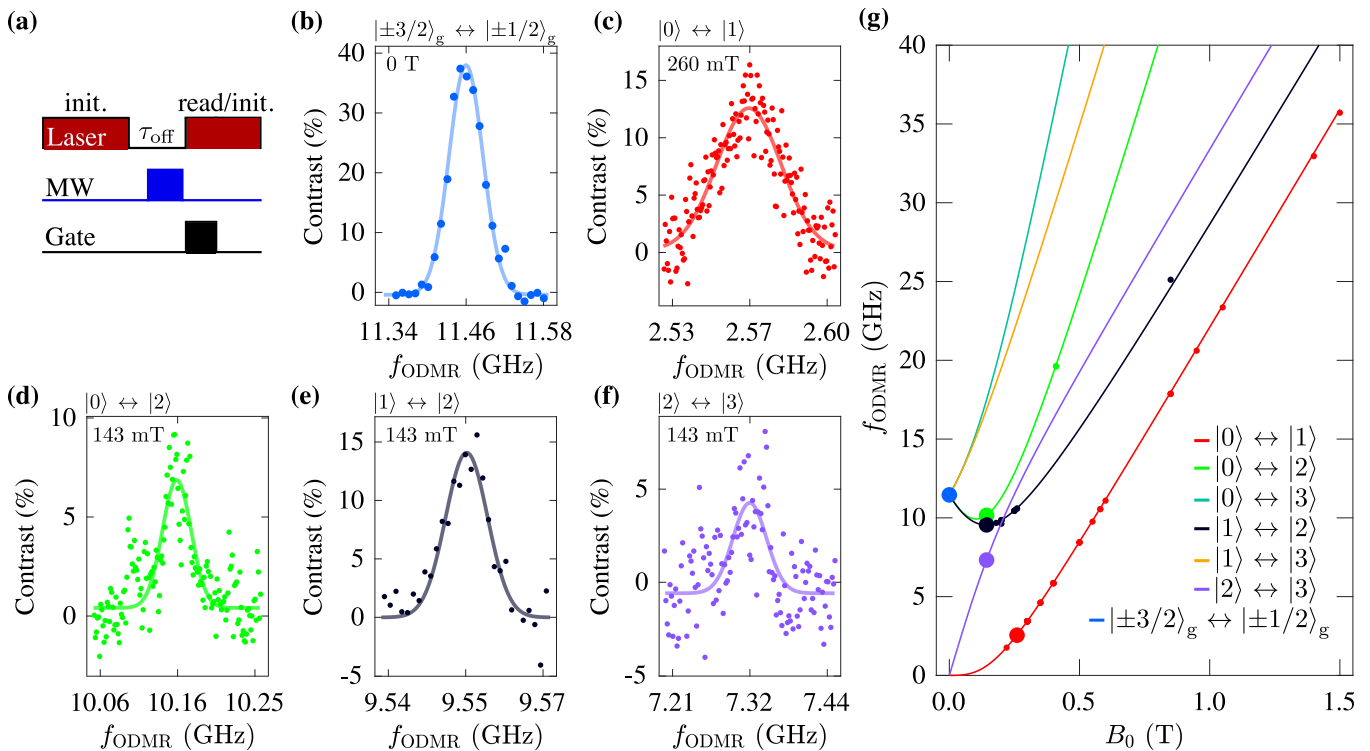 (a)
init.
read/init.
Laser
τoff
MW
Gate
(b)
|±3/2⟩g ↔ |±1/2⟩g
0 T
40
30
20
10
0
Contrast (%)
11.34
11.46
11.58
fODMR (GHz)
(c)
|0⟩ ↔ |1⟩
260 mT
15
10
5
0
Contrast (%)
2.53
2.57
2.60
fODMR (GHz)
(d)
|0⟩ ↔ |2⟩
143 mT
10
5
0
Contrast (%)
10.06
10.16
10.25
fODMR (GHz)
(e)
|1⟩ ↔ |2⟩
143 mT
15
10
5
0
-5
Contrast (%)
9.54
9.55
9.57
fODMR (GHz)
(f)
|2⟩ ↔ |3⟩
143 mT
10
5
0
-5
Contrast (%)
7.21
7.32
7.44
fODMR (GHz)
(g)
40
35
30
25
20
15
10
5
0
fODMR (GHz)
|0⟩ ↔ |1⟩
|0⟩ ↔ |2⟩
|0⟩ ↔ |3⟩
|1⟩ ↔ |2⟩
|1⟩ ↔ |3⟩
|2⟩ ↔ |3⟩
|±3/2⟩g ↔ |±1/2⟩g
0.0
0.5
1.0
1.5
B0 (T)